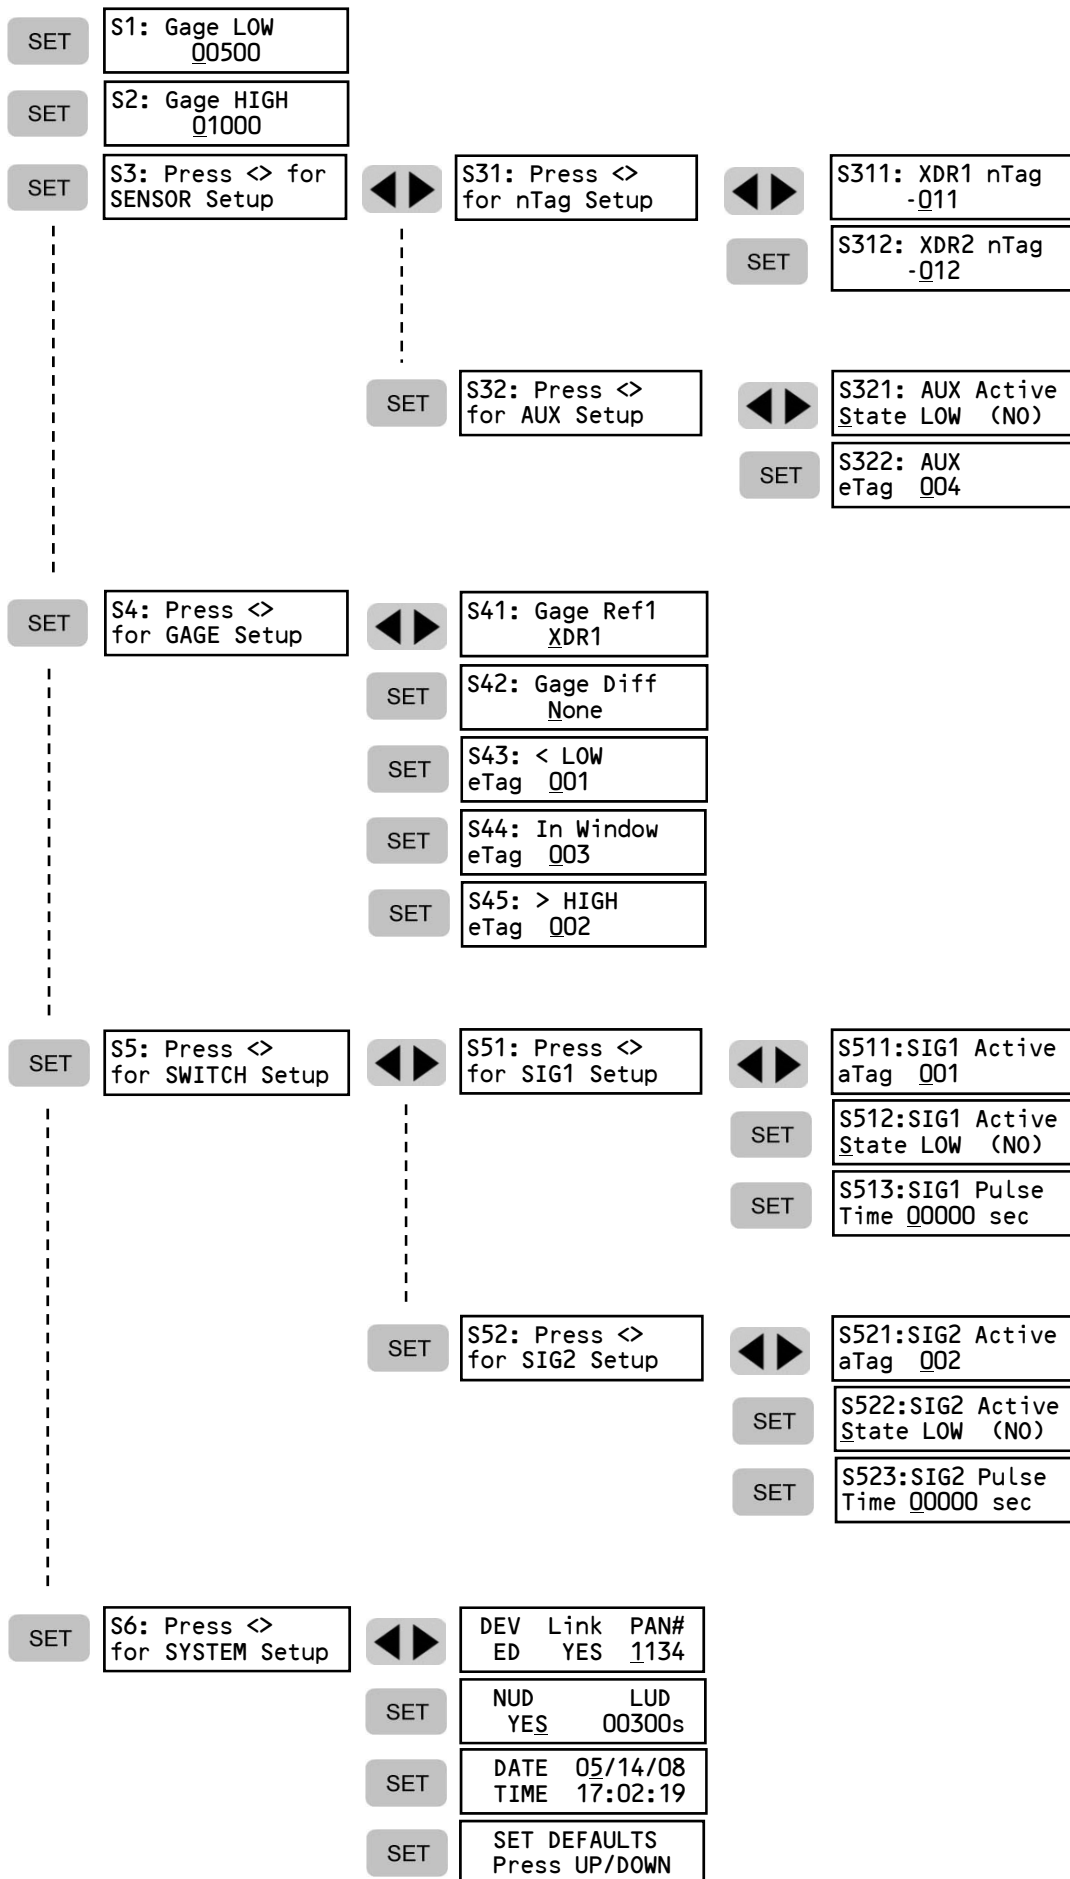 SET
S1: Gage LOW
00500
SET
S2: Gage HIGH
01000
SET
S3: Press <> for
SENSOR Setup
S31: Press <>
for nTag Setup
S311: XDR1 nTag
-011
SET
S312: XDR2 nTag
-012
SET
S32: Press <>
for AUX Setup
S321: AUX Active
State LOW (NO)
SET
S322: AUX
eTag 004
SET
S4: Press <>
for GAGE Setup
S41: Gage Ref1
XDR1
SET
S42: Gage Diff
None
SET
S43: < LOW
eTag 001
SET
S44: In Window
eTag 003
SET
S45: > HIGH
eTag 002
SET
S5: Press <>
for SWITCH Setup
S51: Press <>
for SIG1 Setup
S511:SIG1 Active
aTag 001
SET
S512:SIG1 Active
State LOW (NO)
SET
S513:SIG1 Pulse
Time 00000 sec
SET
S52: Press <>
for SIG2 Setup
S521:SIG2 Active
aTag 002
SET
S522:SIG2 Active
State LOW (NO)
SET
S523:SIG2 Pulse
Time 00000 sec
SET
S6: Press <>
for SYSTEM Setup
DEV Link PAN#
ED YES 1134
SET
NUD LUD
YES 00300s
SET
DATE 05/14/08
TIME 17:02:19
SET
SET DEFAULTS
Press UP/DOWN